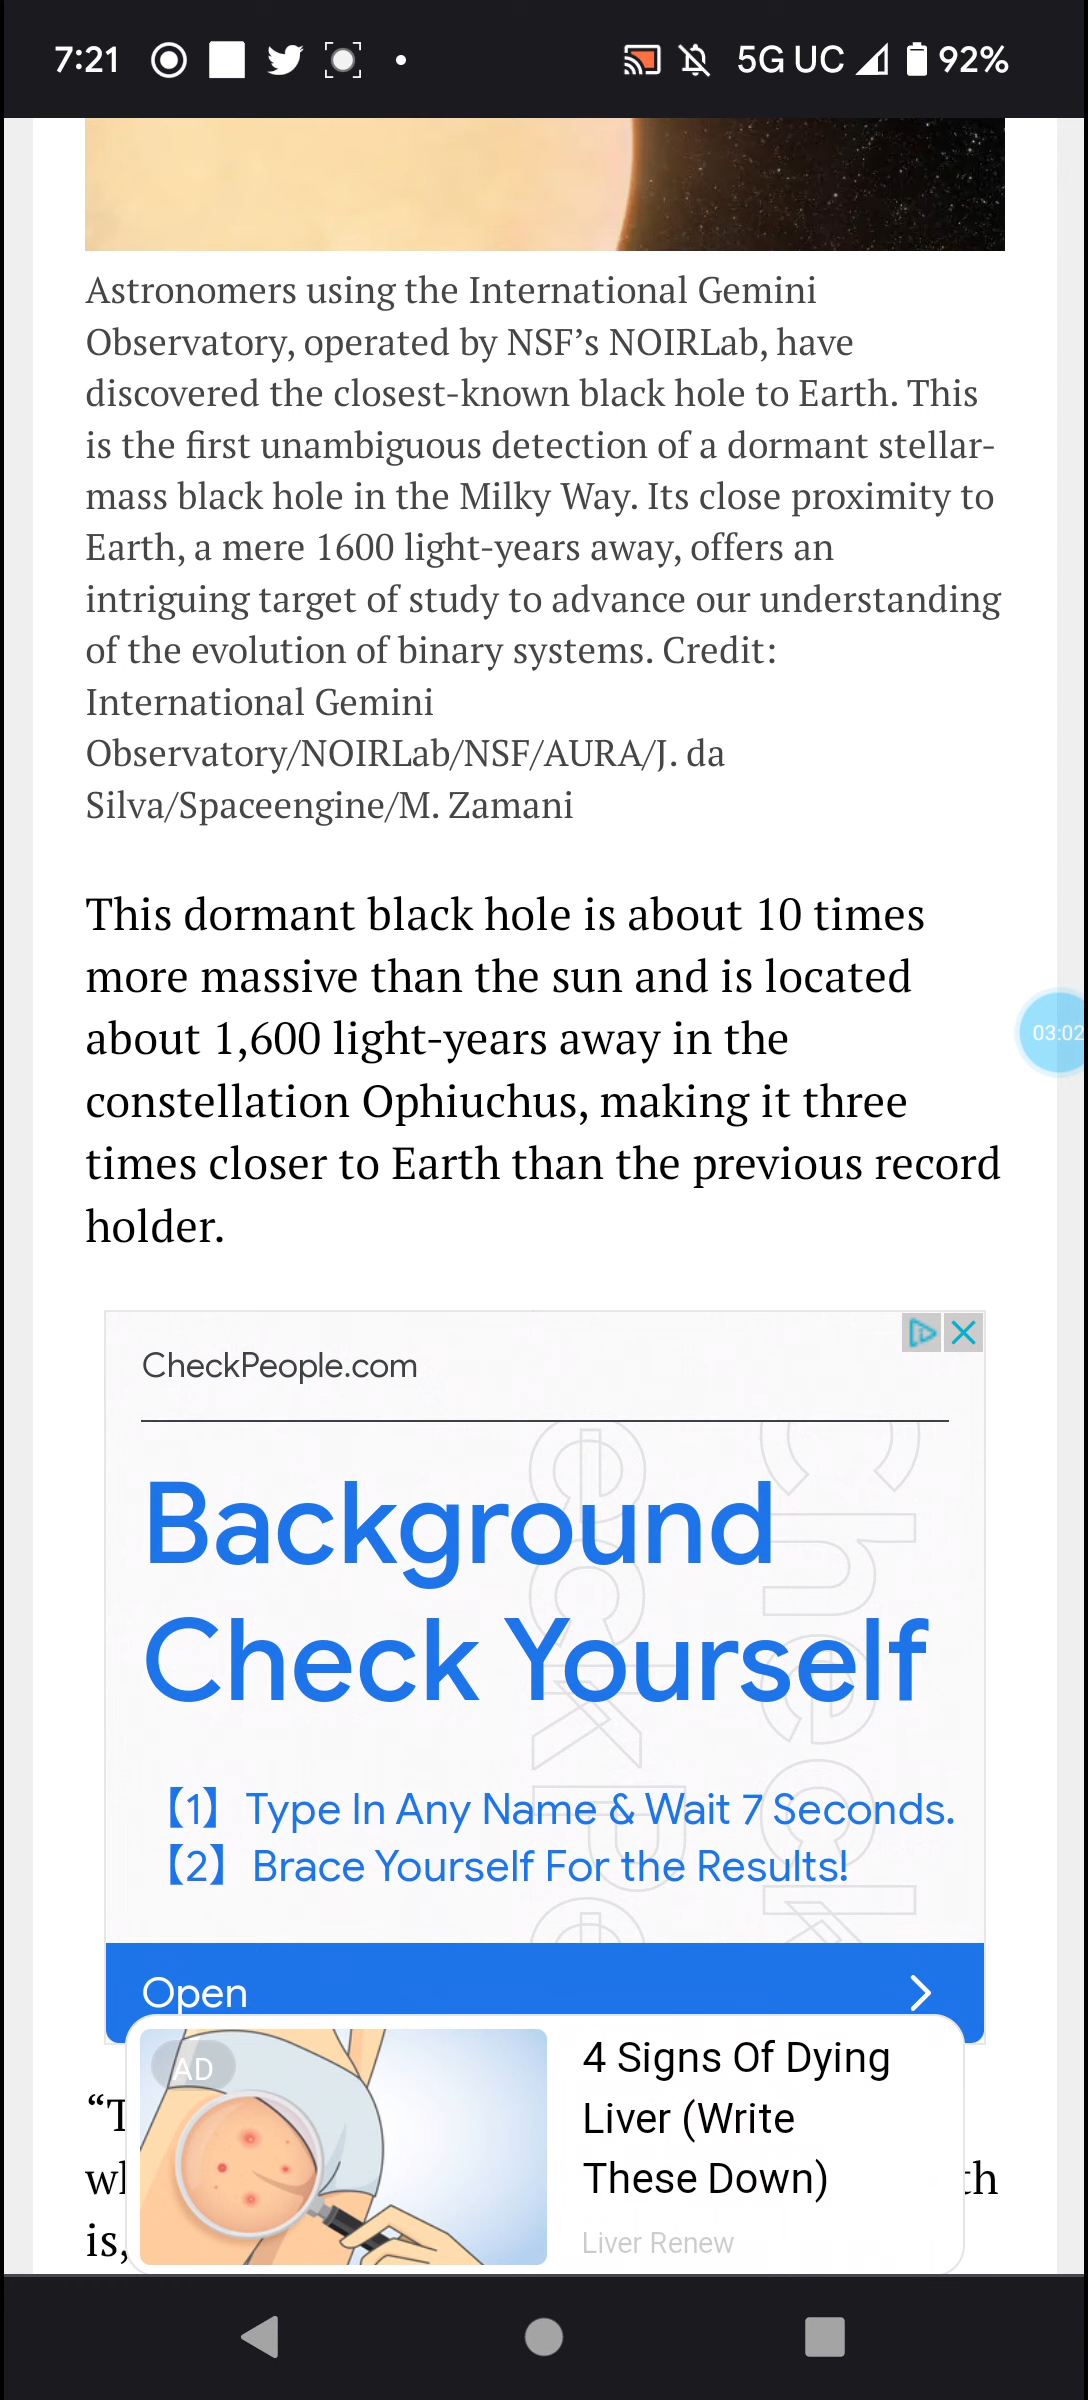 7:21 5G UC 92%
Astronomers using the International Gemini
Observatory, operated by NSF’s NOIRLab, have
discovered the closest-known black hole to Earth. This
is the first unambiguous detection of a dormant stellar-
mass black hole in the Milky Way. Its close proximity to
Earth, a mere 1600 light-years away, offers an
intriguing target of study to advance our understanding
of the evolution of binary systems. Credit:
International Gemini
Observatory/NOIRLab/NSF/AURA/J. da
Silva/Spaceengine/M. Zamani
This dormant black hole is about 10 times
more massive than the sun and is located
about 1,600 light-years away in the
03:02
constellation Ophiuchus, making it three
times closer to Earth than the previous record
holder.
CheckPeople.com
Background
Check Yourself
【1】 Type In Any Name & Wait 7 Seconds.
【2】 Brace Yourself For the Results!
Open
AD
4 Signs Of Dying
Liver (Write
These Down)
Liver Renew
is,